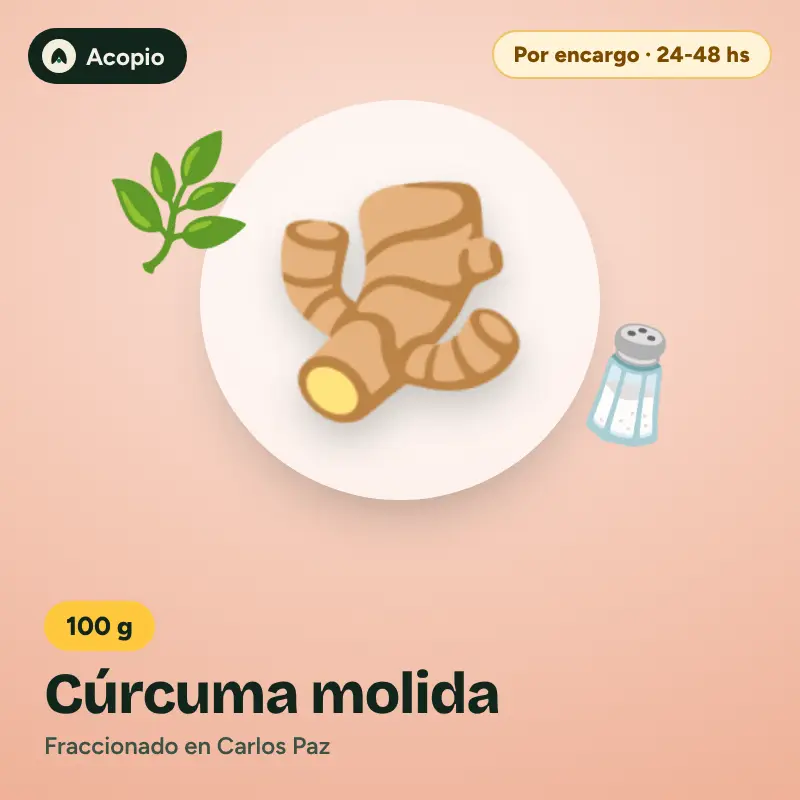 Acopio
Por encargo · 24-48 hs
100 g
Cúrcuma molida
Fraccionado en Carlos Paz